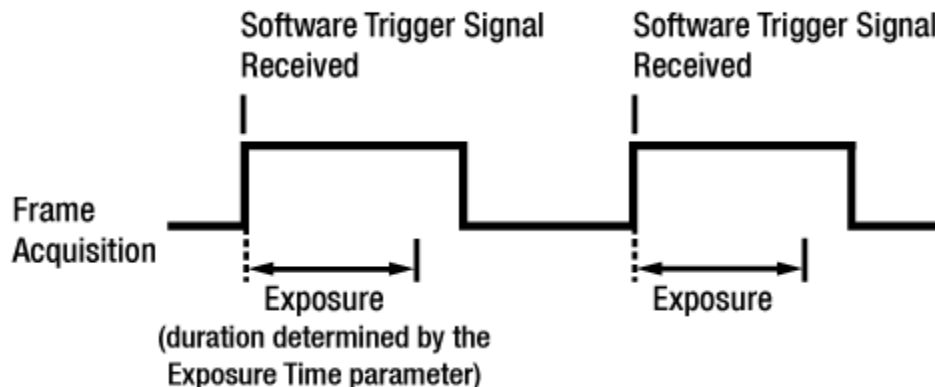 Software Trigger Signal
Received
Software Trigger Signal
Received
Frame
Acquisition
Exposure
(duration determined by the
Exposure Time parameter)
Exposure